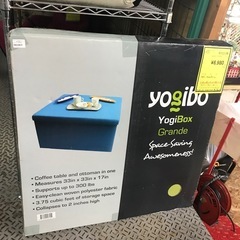 yogibo
YogiBox
Grande
Space-Saving
Awesomeness!
•Coffee table and ottoman in one
•Measures 33in x 33in x 17in
•Supports up to 300 lbs
•Easy-clean woven polyester fabric
•3.75 cubic feet of storage space
•Collapses to 2 inches high